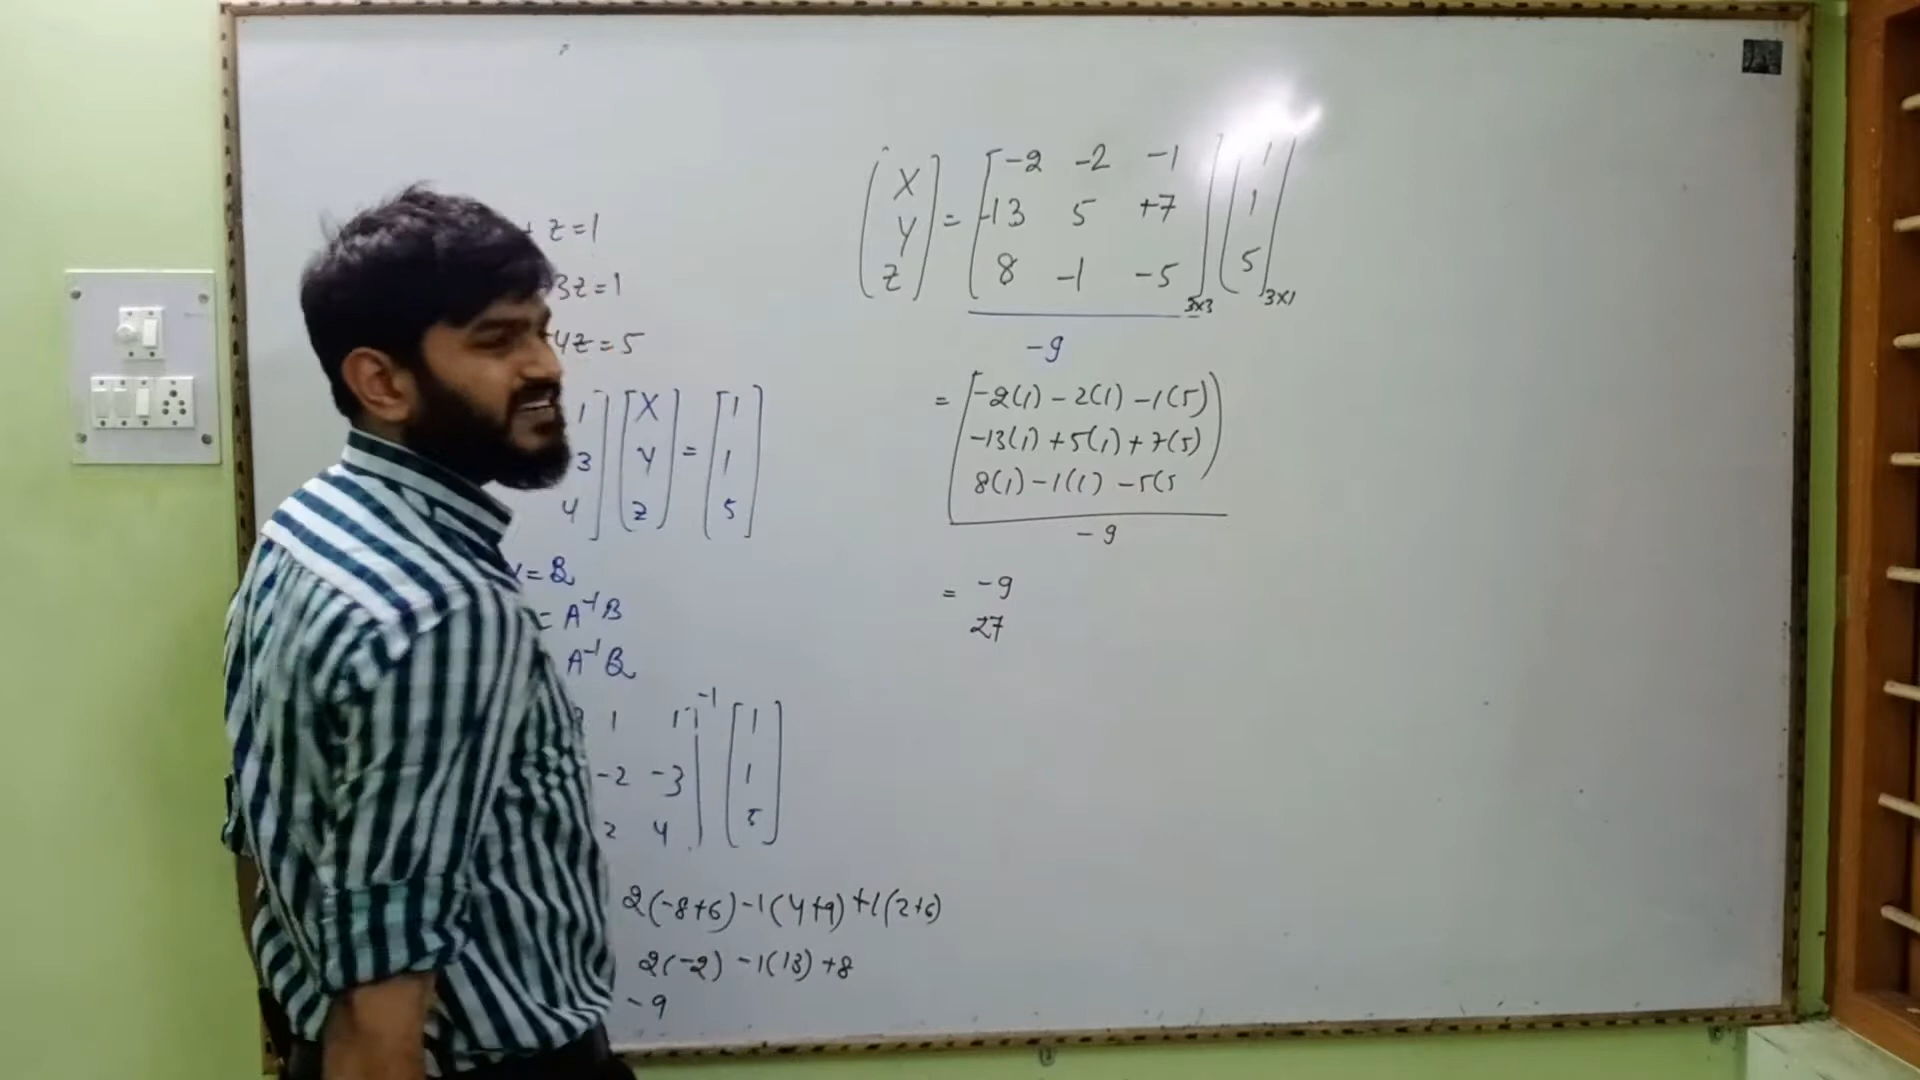 + z = 1
+3z = 1
+4z = 5
1 ] [ X ] = [ 1 ]
3 ] [ Y ] = [ 1 ]
4 ] [ Z ] = [ 5 ]
= B
= A⁻¹B
A⁻¹B
1 1 ]⁻¹ [ 1 ]
-2 -3 ] [ 1 ]
2 4 ] [ 5 ]
2(-8+6) -1(4+9) +1(2+6)
2(-2) -1(13) +8
-9
[ X ] = [ -2 -2 -1 ] [ 1 ]
[ Y ] = [ -13 5 +7 ] [ 1 ]
[ Z ] = [ 8 -1 -5 ]3x3 [ 5 ]3x1
-9
= [ -2(1) - 2(1) - 1(5) ]
[ -13(1) + 5(1) + 7(5) ]
[ 8(1) - 1(1) - 5(5 ]
-9
= -9
27